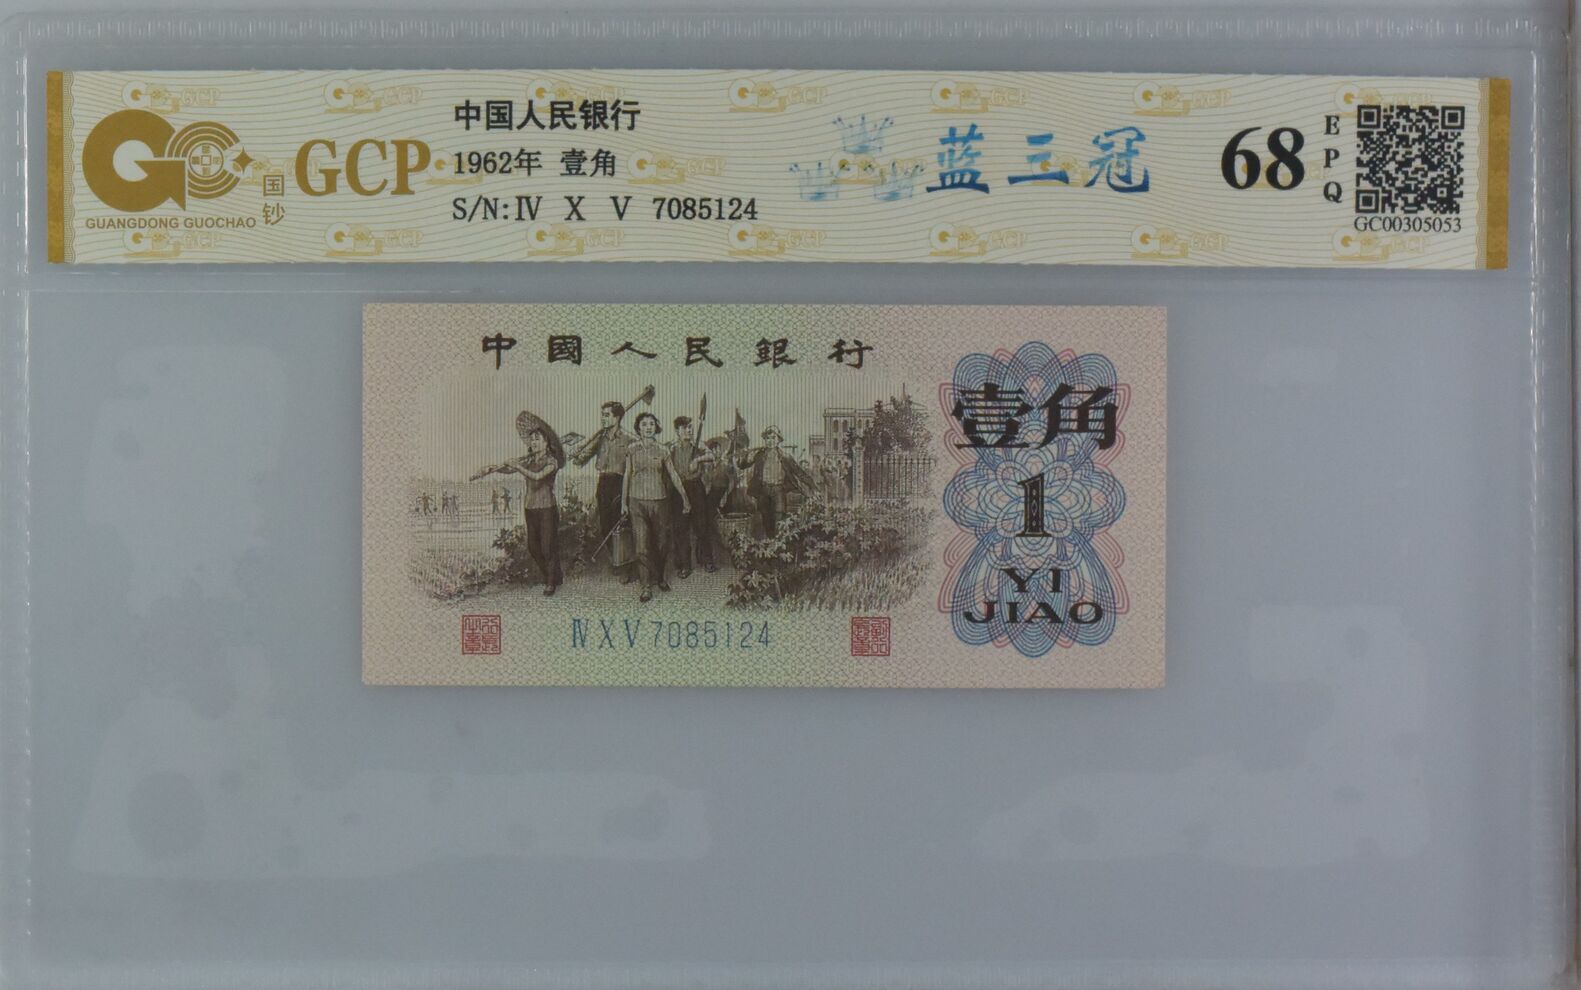 中国人民银行
1962年 壹角
S/N: Ⅳ Ⅹ Ⅴ 7085124
GCP
国钞
GUANGDONG GUOCHAO
蓝三冠
68
EPQ
GC00305053
中國人民銀行
壹角
1
YI
JIAO
ⅣⅩⅤ7085124